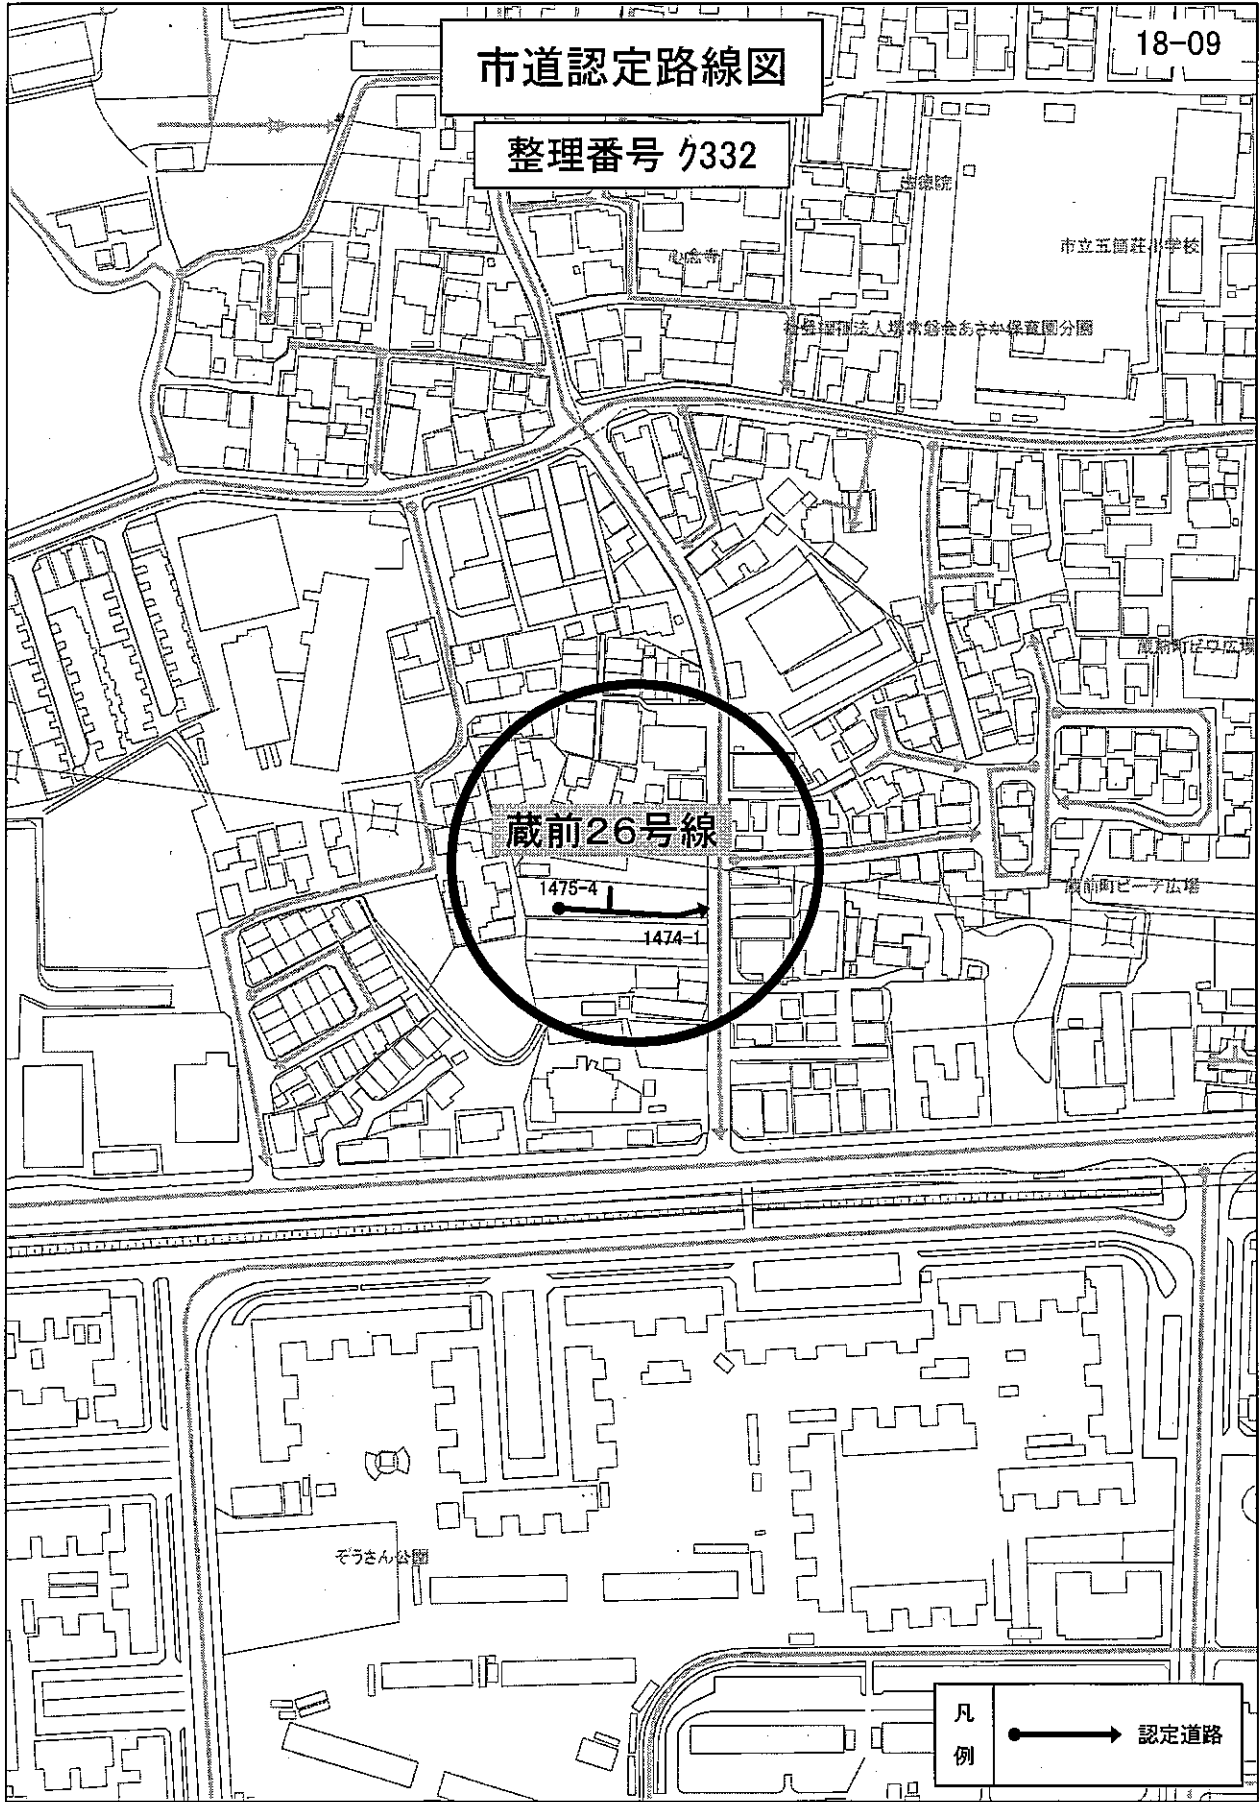 市道認定路線図
18-09
整理番号 ｸ332
市立五箇荘小学校
蔵前26号線
1475-4
1474-1
ぞうさん公園
凡例
認定道路